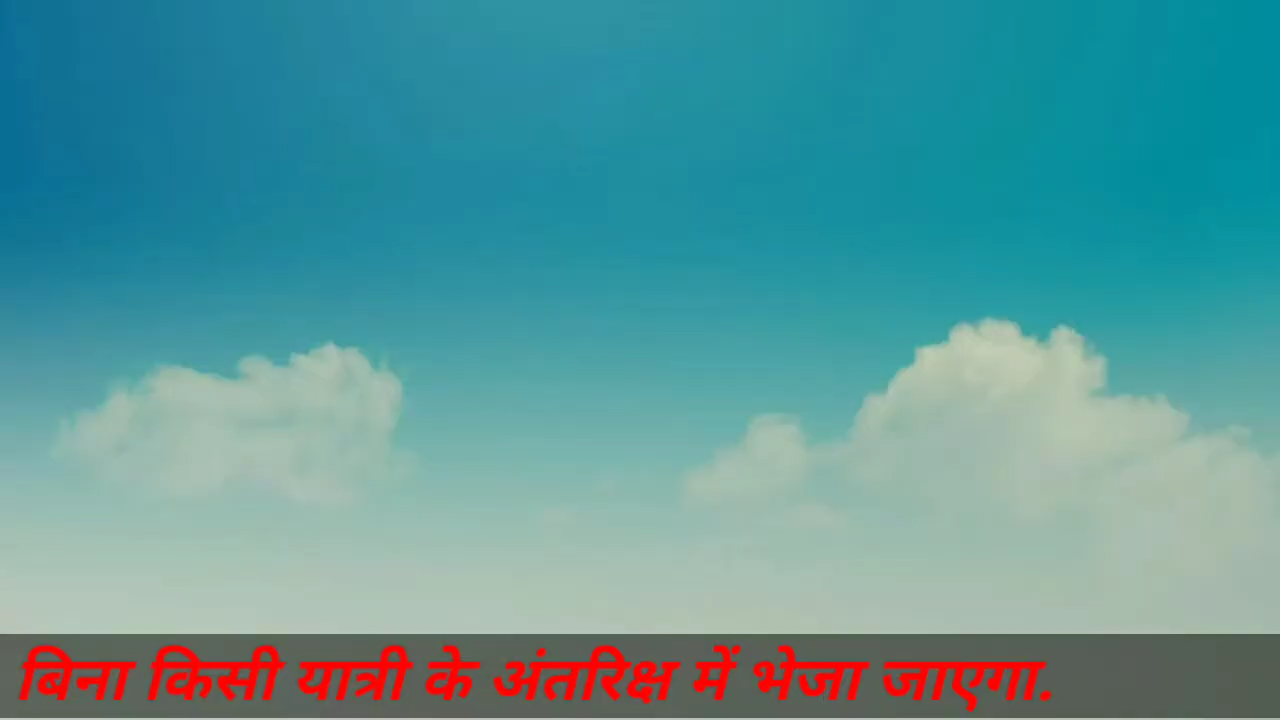 बिना किसी यात्री के अंतरिक्ष में भेजा जाएगा.